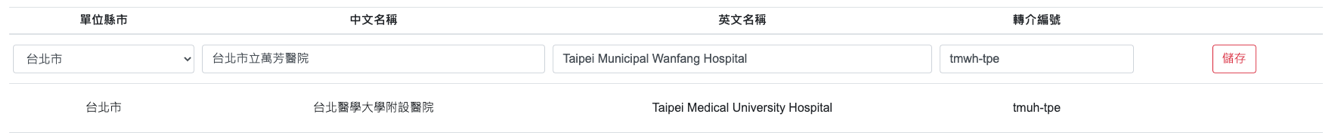 單位縣市 中文名稱 英文名稱 轉介編號
台北市 台北市立萬芳醫院 Taipei Municipal Wanfang Hospital tmwh-tpe 儲存
台北市 台北醫學大學附設醫院 Taipei Medical University Hospital tmuh-tpe